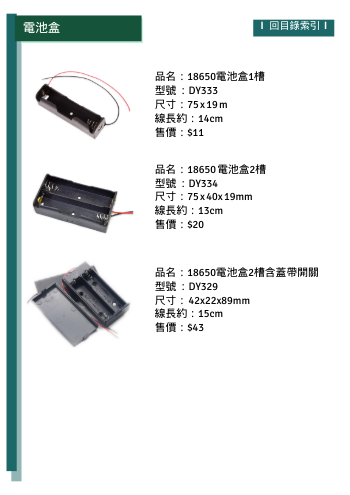 電池盒
I 回目錄索引 I
品名：18650電池盒1槽
型號：DY333
尺寸：75x19m
線長約：14cm
售價：$11
品名：18650電池盒2槽
型號：DY334
尺寸：75x40x19mm
線長約：13cm
售價：$20
品名：18650電池盒2槽含蓋帶開關
型號：DY329
尺寸：42x22x89mm
線長約：15cm
售價：$43